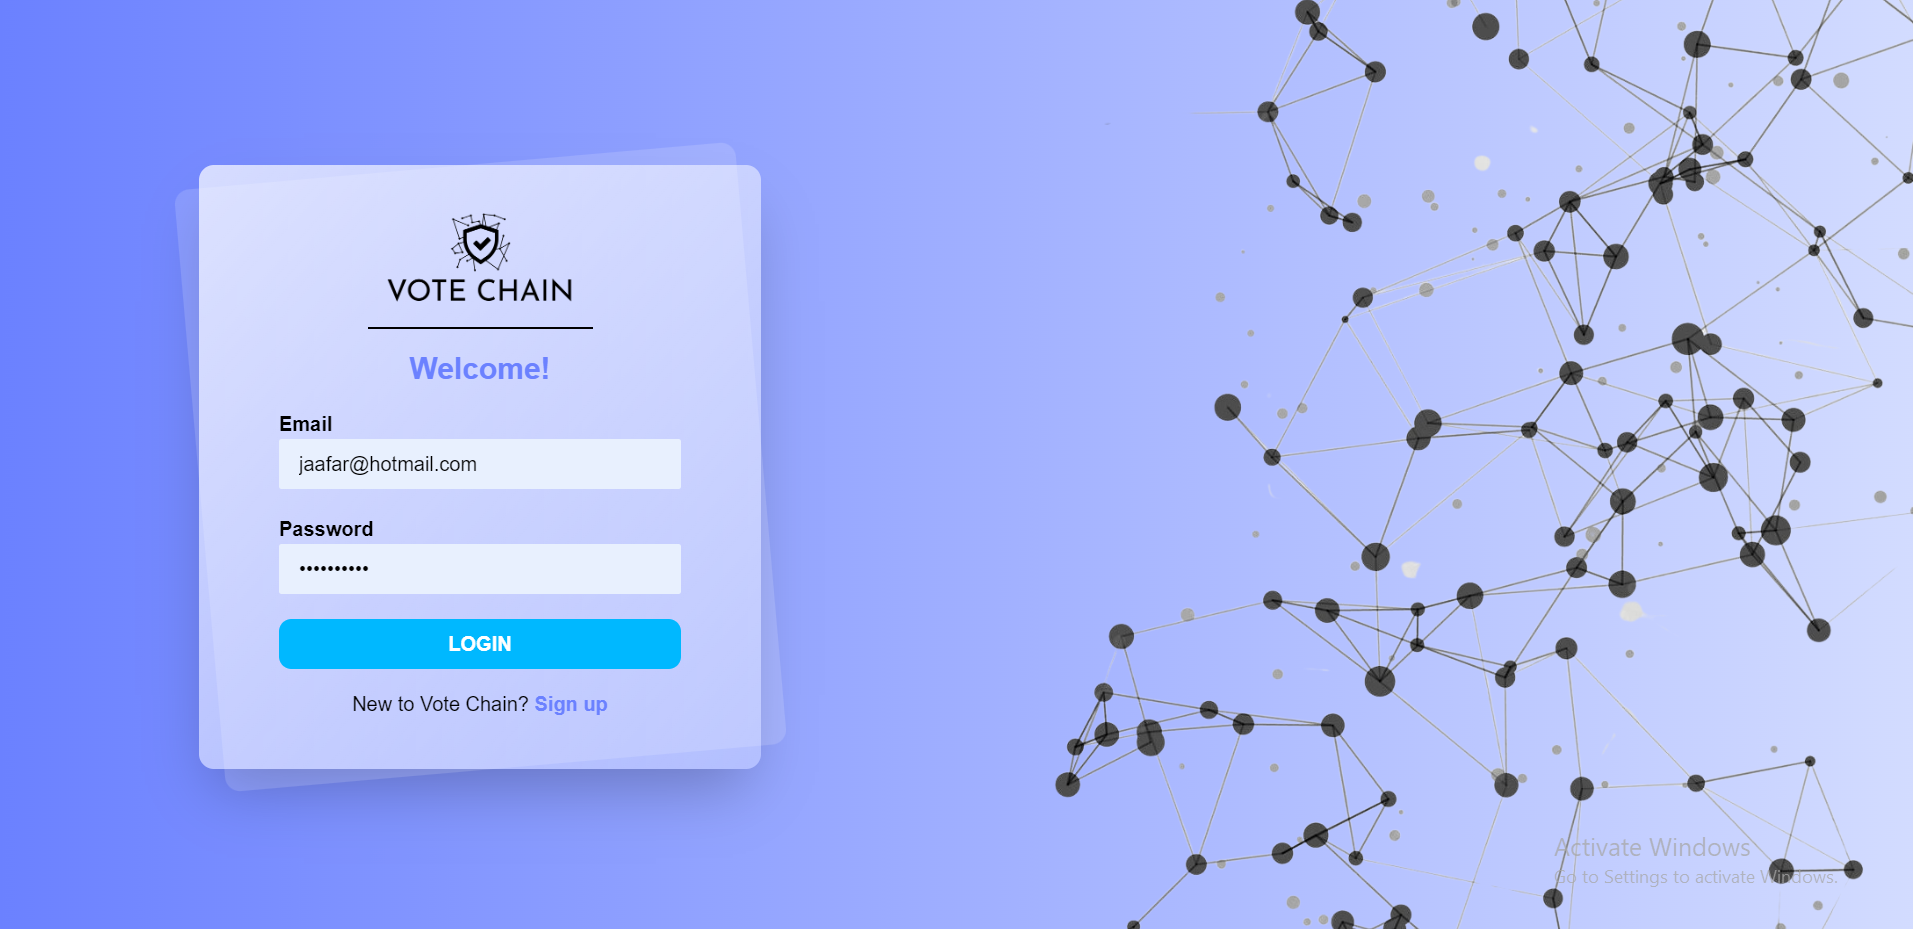 VOTE CHAIN
Welcome!
Email
jaafar@hotmail.com
Password
••••••••••
LOGIN
New to Vote Chain? Sign up
Activate Windows
Go to Settings to activate Windows.